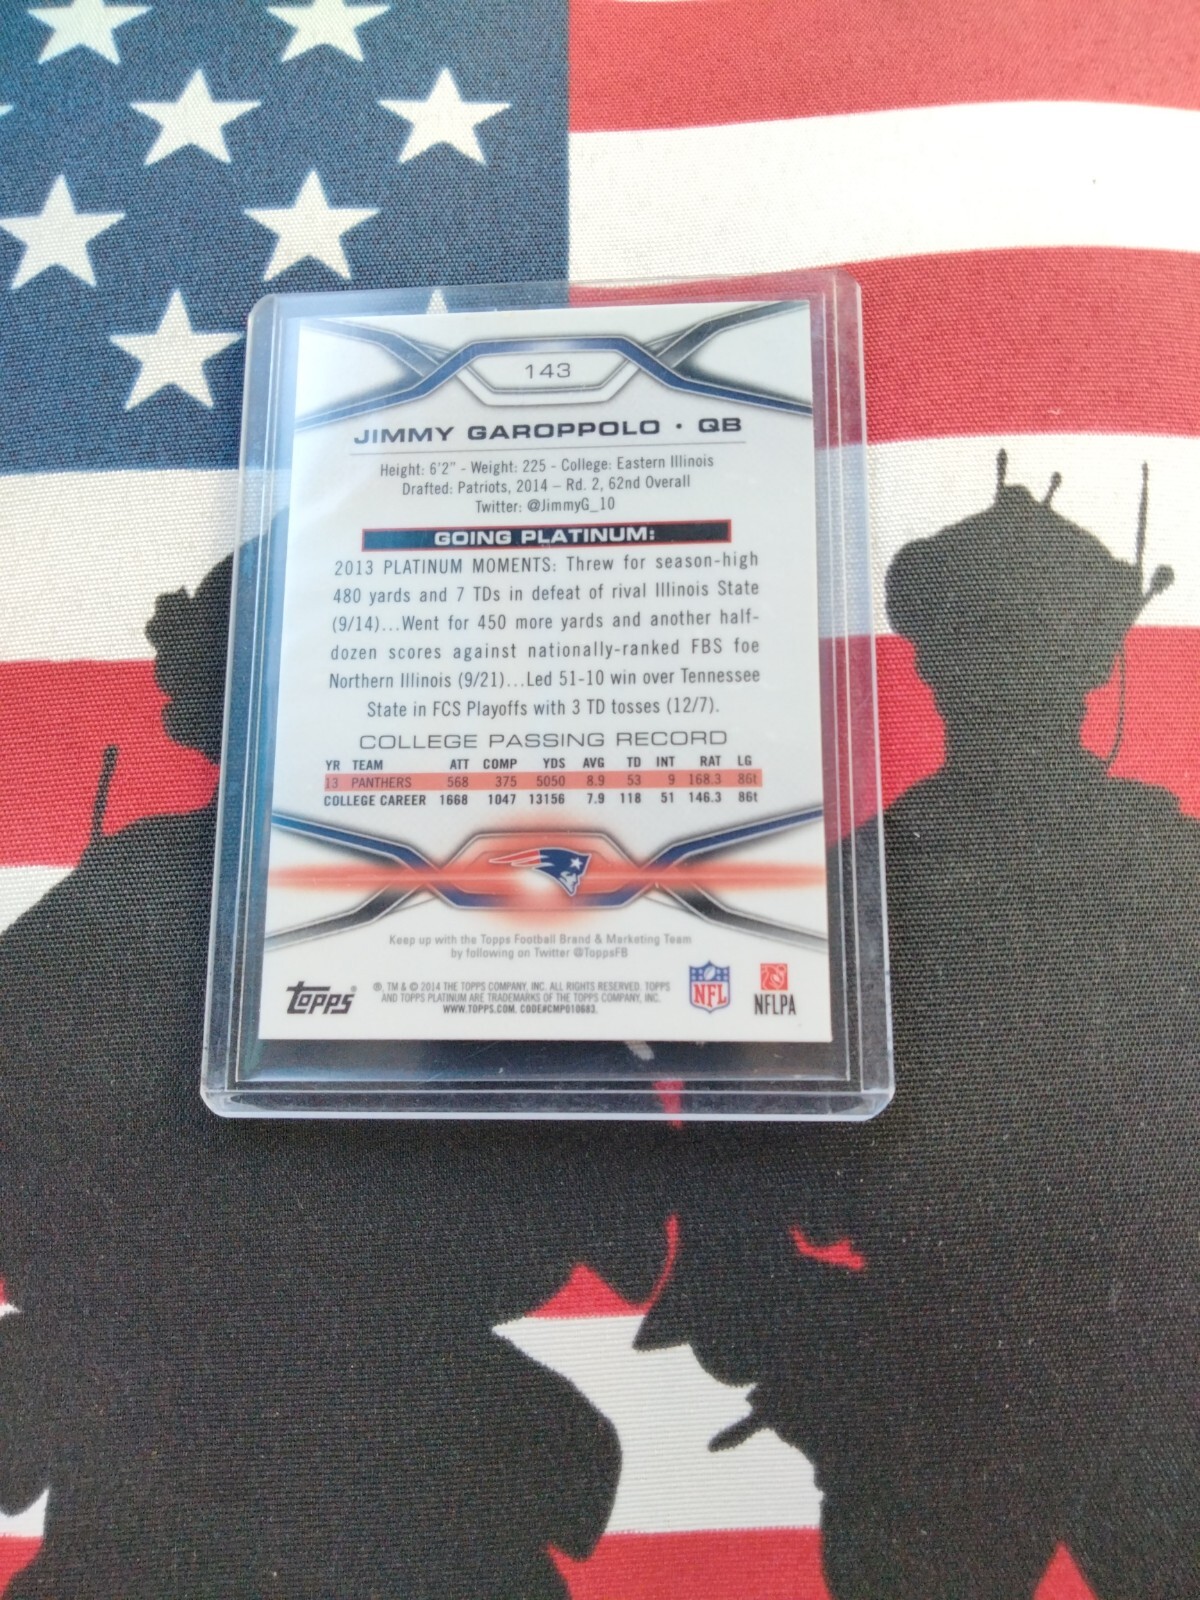 143
JIMMY GAROPPOLO • QB
Height: 6'2" - Weight: 225 - College: Eastern Illinois
Drafted: Patriots, 2014 – Rd. 2, 62nd Overall
Twitter: @JimmyG_10
GOING PLATINUM:
2013 PLATINUM MOMENTS: Threw for season-high
480 yards and 7 TDs in defeat of rival Illinois State
(9/14)...Went for 450 more yards and another half-
dozen scores against nationally-ranked FBS foe
Northern Illinois (9/21)...Led 51-10 win over Tennessee
State in FCS Playoffs with 3 TD tosses (12/7).
COLLEGE PASSING RECORD
YR TEAM ATT COMP YDS AVG TD INT RAT LG
13 PANTHERS 568 375 5050 8.9 53 9 168.3 86t
COLLEGE CAREER 1668 1047 13156 7.9 118 51 146.3 86t
Keep up with the Topps Football Brand & Marketing Team
by following on Twitter @ToppsFB
topps®
®, TM & © 2014 THE TOPPS COMPANY, INC. ALL RIGHTS RESERVED. TOPPS
AND TOPPS PLATINUM ARE TRADEMARKS OF THE TOPPS COMPANY, INC.
WWW.TOPPS.COM. CODE#CMP010683.
NFL
NFLPA